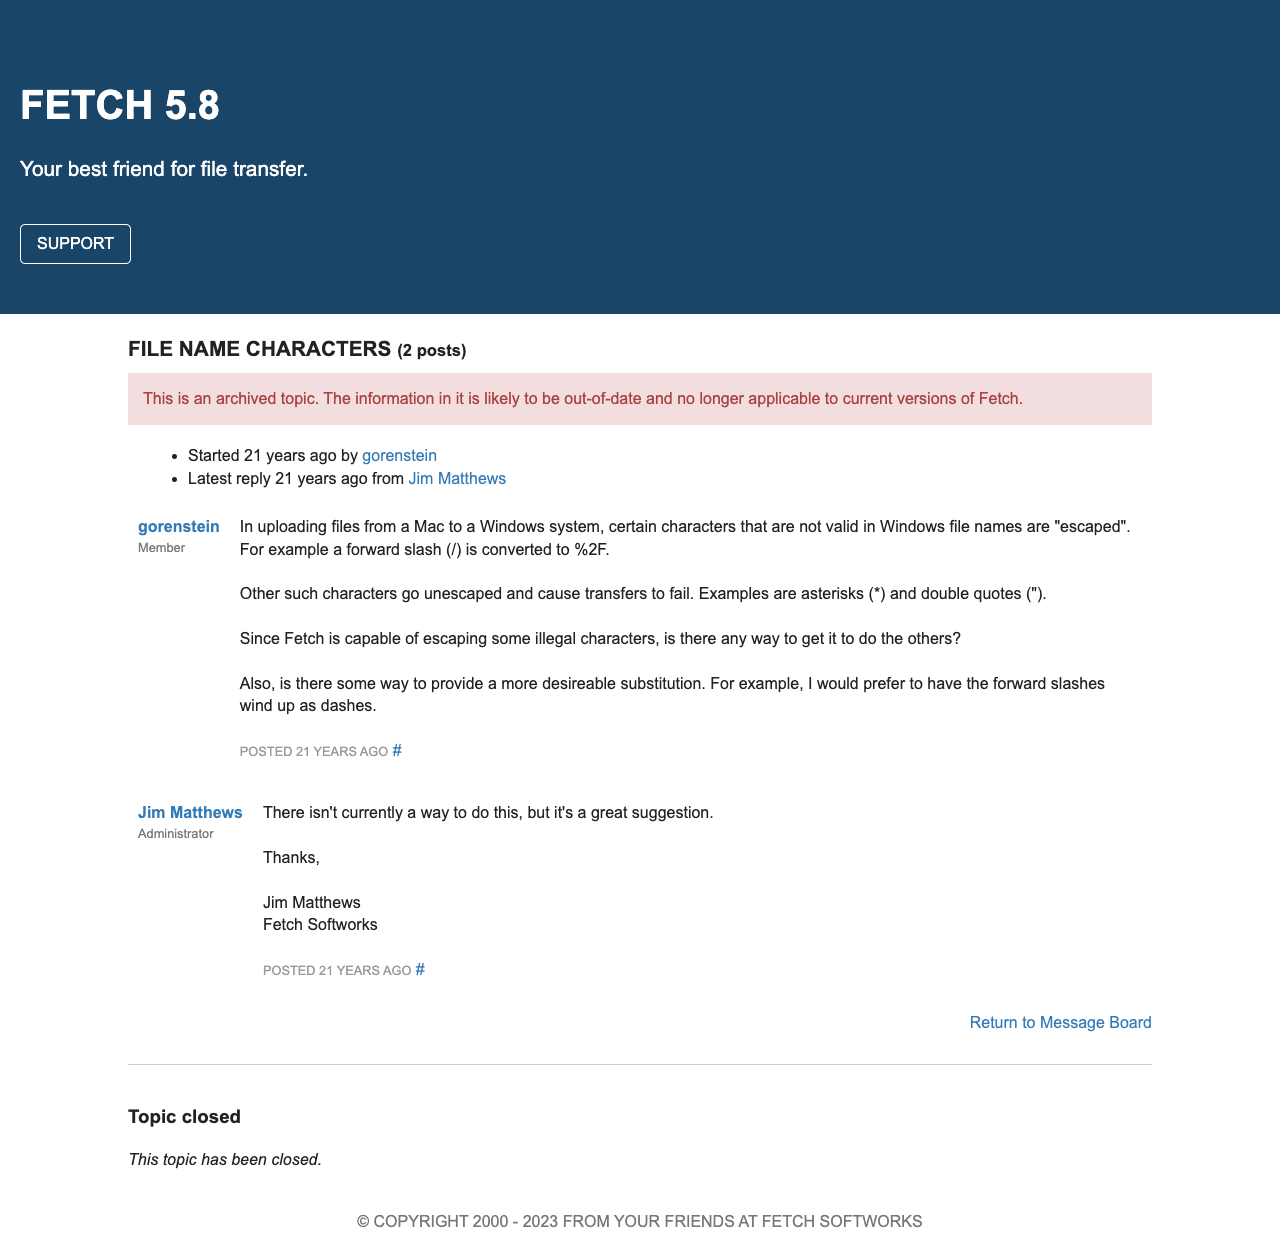 FETCH 5.8
Your best friend for file transfer.
SUPPORT
FILE NAME CHARACTERS (2 posts)
This is an archived topic. The information in it is likely to be out-of-date and no longer applicable to current versions of Fetch.
• Started 21 years ago by gorenstein
• Latest reply 21 years ago from Jim Matthews
gorenstein
Member
In uploading files from a Mac to a Windows system, certain characters that are not valid in Windows file names are "escaped".
For example a forward slash (/) is converted to %2F.
Other such characters go unescaped and cause transfers to fail. Examples are asterisks (*) and double quotes (").
Since Fetch is capable of escaping some illegal characters, is there any way to get it to do the others?
Also, is there some way to provide a more desireable substitution. For example, I would prefer to have the forward slashes
wind up as dashes.
POSTED 21 YEARS AGO #
Jim Matthews
Administrator
There isn't currently a way to do this, but it's a great suggestion.
Thanks,
Jim Matthews
Fetch Softworks
POSTED 21 YEARS AGO #
Return to Message Board
Topic closed
This topic has been closed.
© COPYRIGHT 2000 - 2023 FROM YOUR FRIENDS AT FETCH SOFTWORKS